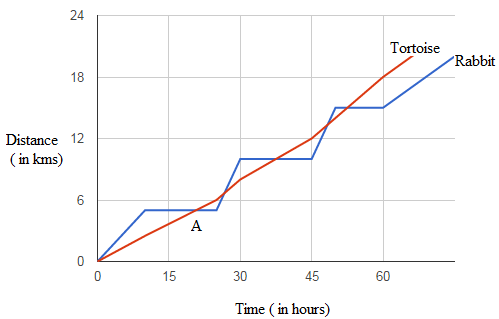 24
Tortoise
Rabbit
18
Distance
( in kms)
12
6
A
0
0 15 30 45 60
Time ( in hours)